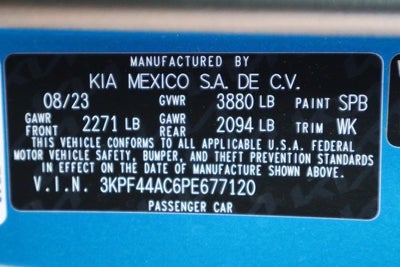 MANUFACTURED BY
KIA MEXICO S.A. DE C.V.
08/23 GVWR 3880 LB PAINT SPB
GAWR FRONT 2271 LB GAWR REAR 2094 LB TRIM WK
THIS VEHICLE CONFORMS TO ALL APPLICABLE U.S.A. FEDERAL
MOTOR VEHICLE SAFETY, BUMPER, AND THEFT PREVENTION STANDARDS
IN EFFECT ON THE DATE OF MANUFACTURE SHOWN ABOVE.
V.I.N. 3KPF44AC6PE677120
PASSENGER CAR